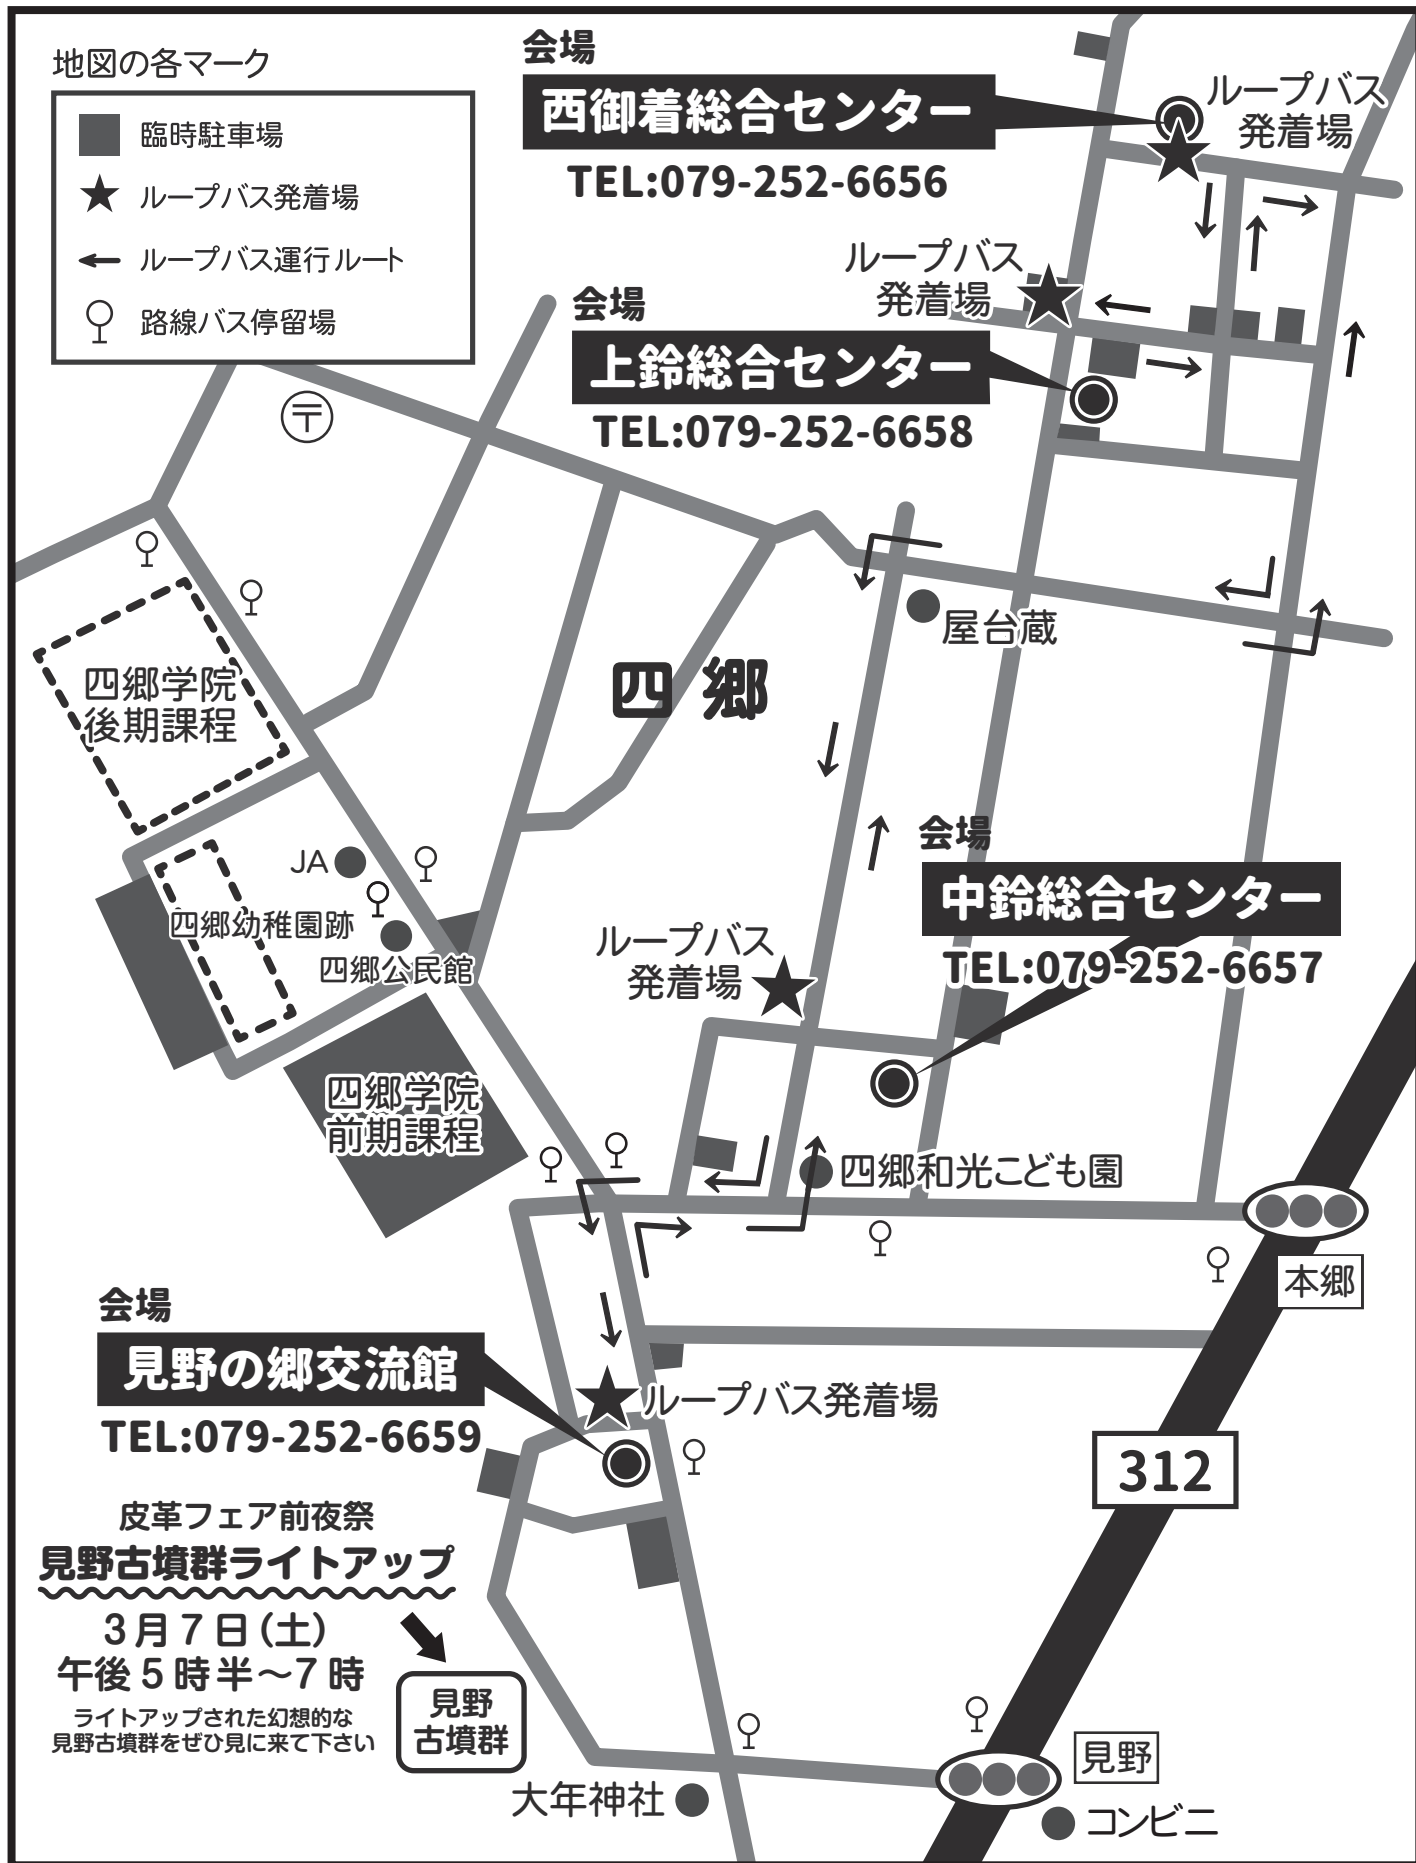 地図の各マーク
臨時駐車場
ループバス発着場
ループバス運行ルート
路線バス停留場
会場
西御着総合センター
TEL:079-252-6656
ループバス
発着場
ループバス
発着場
会場
上鈴総合センター
TEL:079-252-6658
〒
屋台蔵
四郷学院
後期課程
四郷
会場
中鈴総合センター
TEL:079-252-6657
JA
四郷幼稚園跡
四郷公民館
ループバス
発着場
四郷学院
前期課程
四郷和光こども園
本郷
会場
見野の郷交流館
TEL:079-252-6659
ループバス発着場
312
皮革フェア前夜祭
見野古墳群ライトアップ
3月7日(土)
午後5時半〜7時
ライトアップされた幻想的な
見野古墳群をぜひ見に来て下さい
見野
古墳群
見野
大年神社
コンビニ